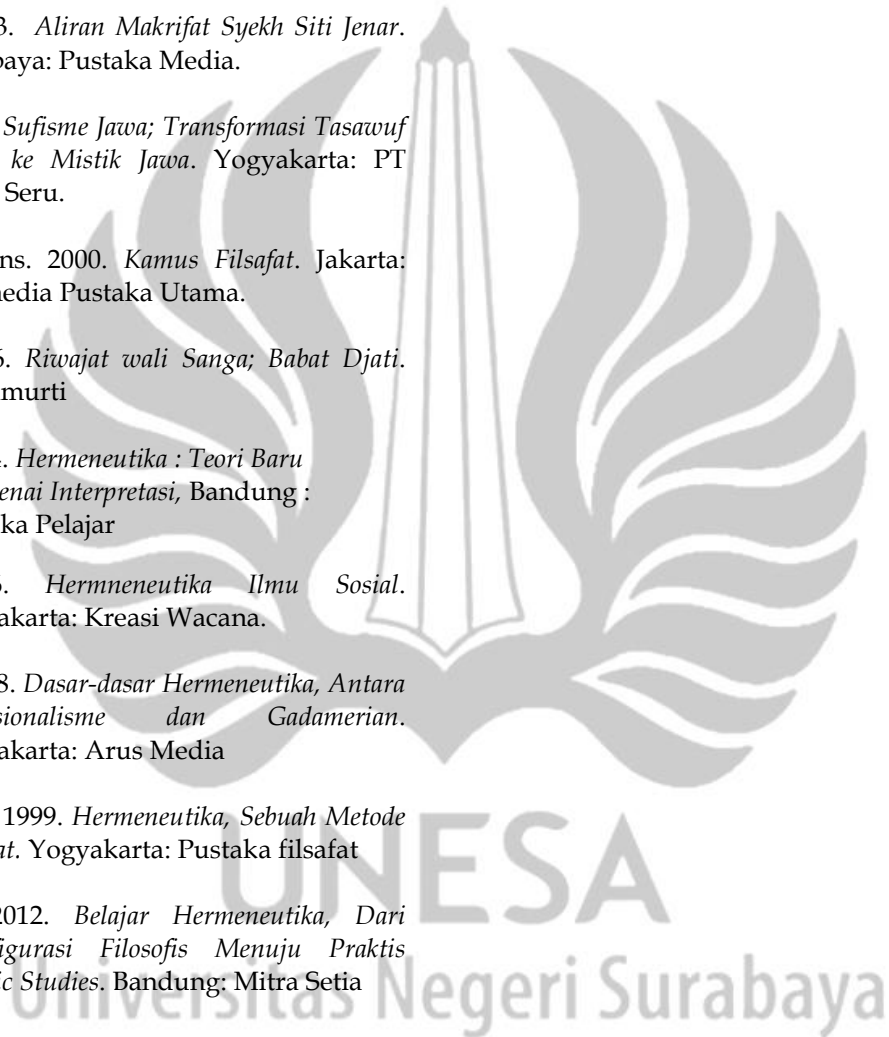 3. Aliran Makrifat Syekh Siti Jenar.
baya: Pustaka Media.
Sufisme Jawa; Transformasi Tasawuf
ke Mistik Jawa. Yogyakarta: PT
Seru.
ns. 2000. Kamus Filsafat. Jakarta:
media Pustaka Utama.
Riwajat wali Sanga; Babat Djati.
murti
Hermeneutika : Teori Baru
enai Interpretasi, Bandung :
ka Pelajar
Hermneneutika Ilmu Sosial.
akarta: Kreasi Wacana.
8. Dasar-dasar Hermeneutika, Antara
sionalisme dan Gadamerian.
akarta: Arus Media
1999. Hermeneutika, Sebuah Metode
at. Yogyakarta: Pustaka filsafat
2012. Belajar Hermeneutika, Dari
figurasi Filosofis Menuju Praktis
ic Studies. Bandung: Mitra Setia
UNESA
Universitas Negeri Surabaya